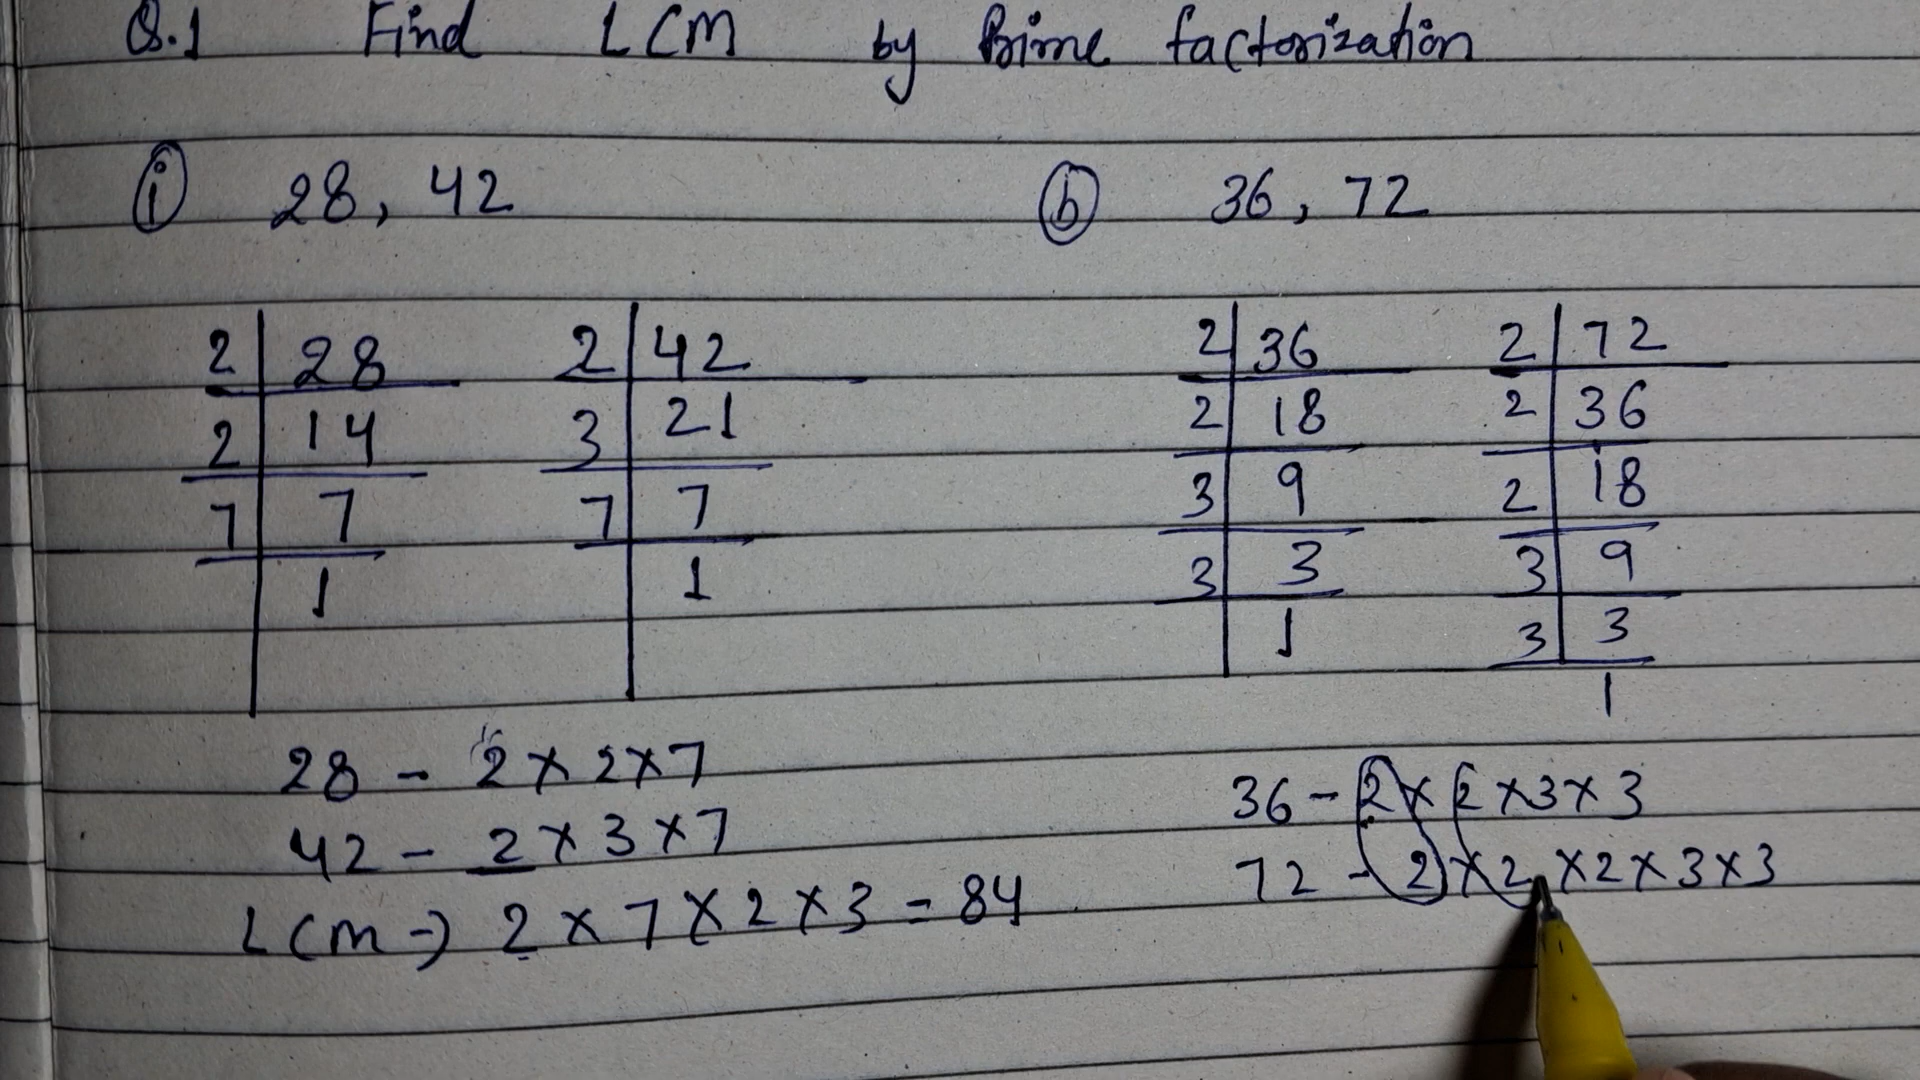 Q.1 Find LCM by Prime factorization
(i) 28, 42
(b) 36, 72
2 | 28
2 | 14
7 | 7
1
2 | 42
3 | 21
7 | 7
1
2 | 36
2 | 18
3 | 9
3 | 3
1
2 | 72
2 | 36
2 | 18
3 | 9
3 | 3
1
28 - 2 × 2 × 7
42 - 2 × 3 × 7
LCM → 2 × 7 × 2 × 3 = 84
36 - 2 × 2 × 3 × 3
72 - 2 × 2 × 2 × 3 × 3